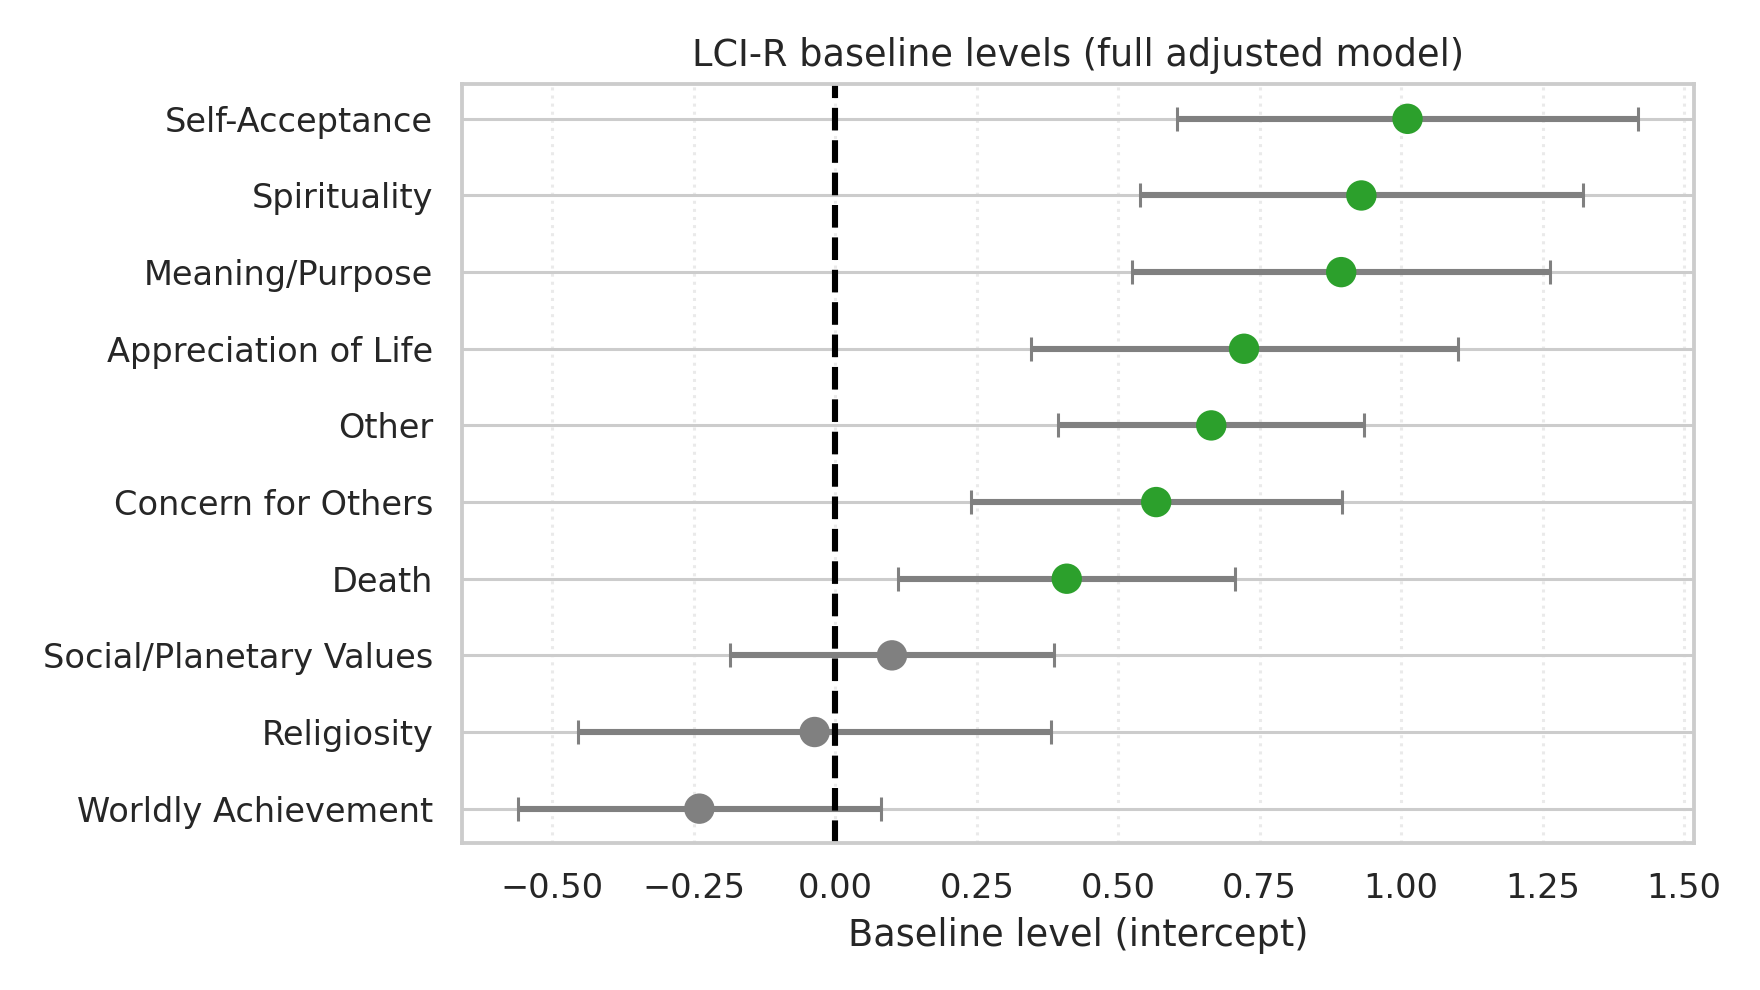 LCI-R baseline levels (full adjusted model)
Self-Acceptance
Spirituality
Meaning/Purpose
Appreciation of Life
Other
Concern for Others
Death
Social/Planetary Values
Religiosity
Worldly Achievement
−0.50 −0.25 0.00 0.25 0.50 0.75 1.00 1.25 1.50
Baseline level (intercept)